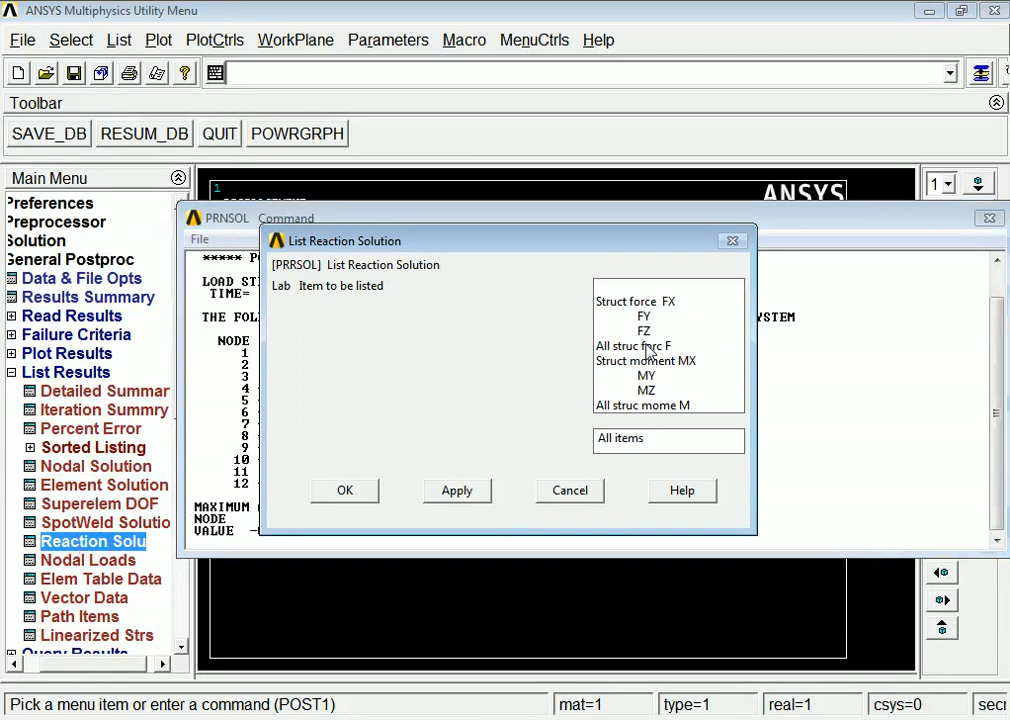 ANSYS Multiphysics Utility Menu
File Select List Plot PlotCtrls WorkPlane Parameters Macro MenuCtrls Help
Toolbar
SAVE_DB RESUM_DB QUIT POWRGRPH
Main Menu
1
ANSYS
1
Preferences
Preprocessor
Solution
General Postproc
Data & File Opts
Results Summary
Read Results
Failure Criteria
Plot Results
List Results
Detailed Summar
Iteration Summry
Percent Error
Sorted Listing
Nodal Solution
Element Solution
Superelem DOF
SpotWeld Solutio
Reaction Solu
Nodal Loads
Elem Table Data
Vector Data
Path Items
Linearized Strs
Query Results
PRNSOL Command
File
***** P
LOAD ST
TIME=
THE FOL
YSTEM
NODE
1
2
3
4
5
6
7
8
9
10
11
12
MAXIMUM
NODE
VALUE
List Reaction Solution
[PRRSOL] List Reaction Solution
Lab Item to be listed
Struct force FX
FY
FZ
All struc forc F
Struct moment MX
MY
MZ
All struc mome M
All items
OK Apply Cancel Help
Pick a menu item or enter a command (POST1)
mat=1 type=1 real=1 csys=0 secr